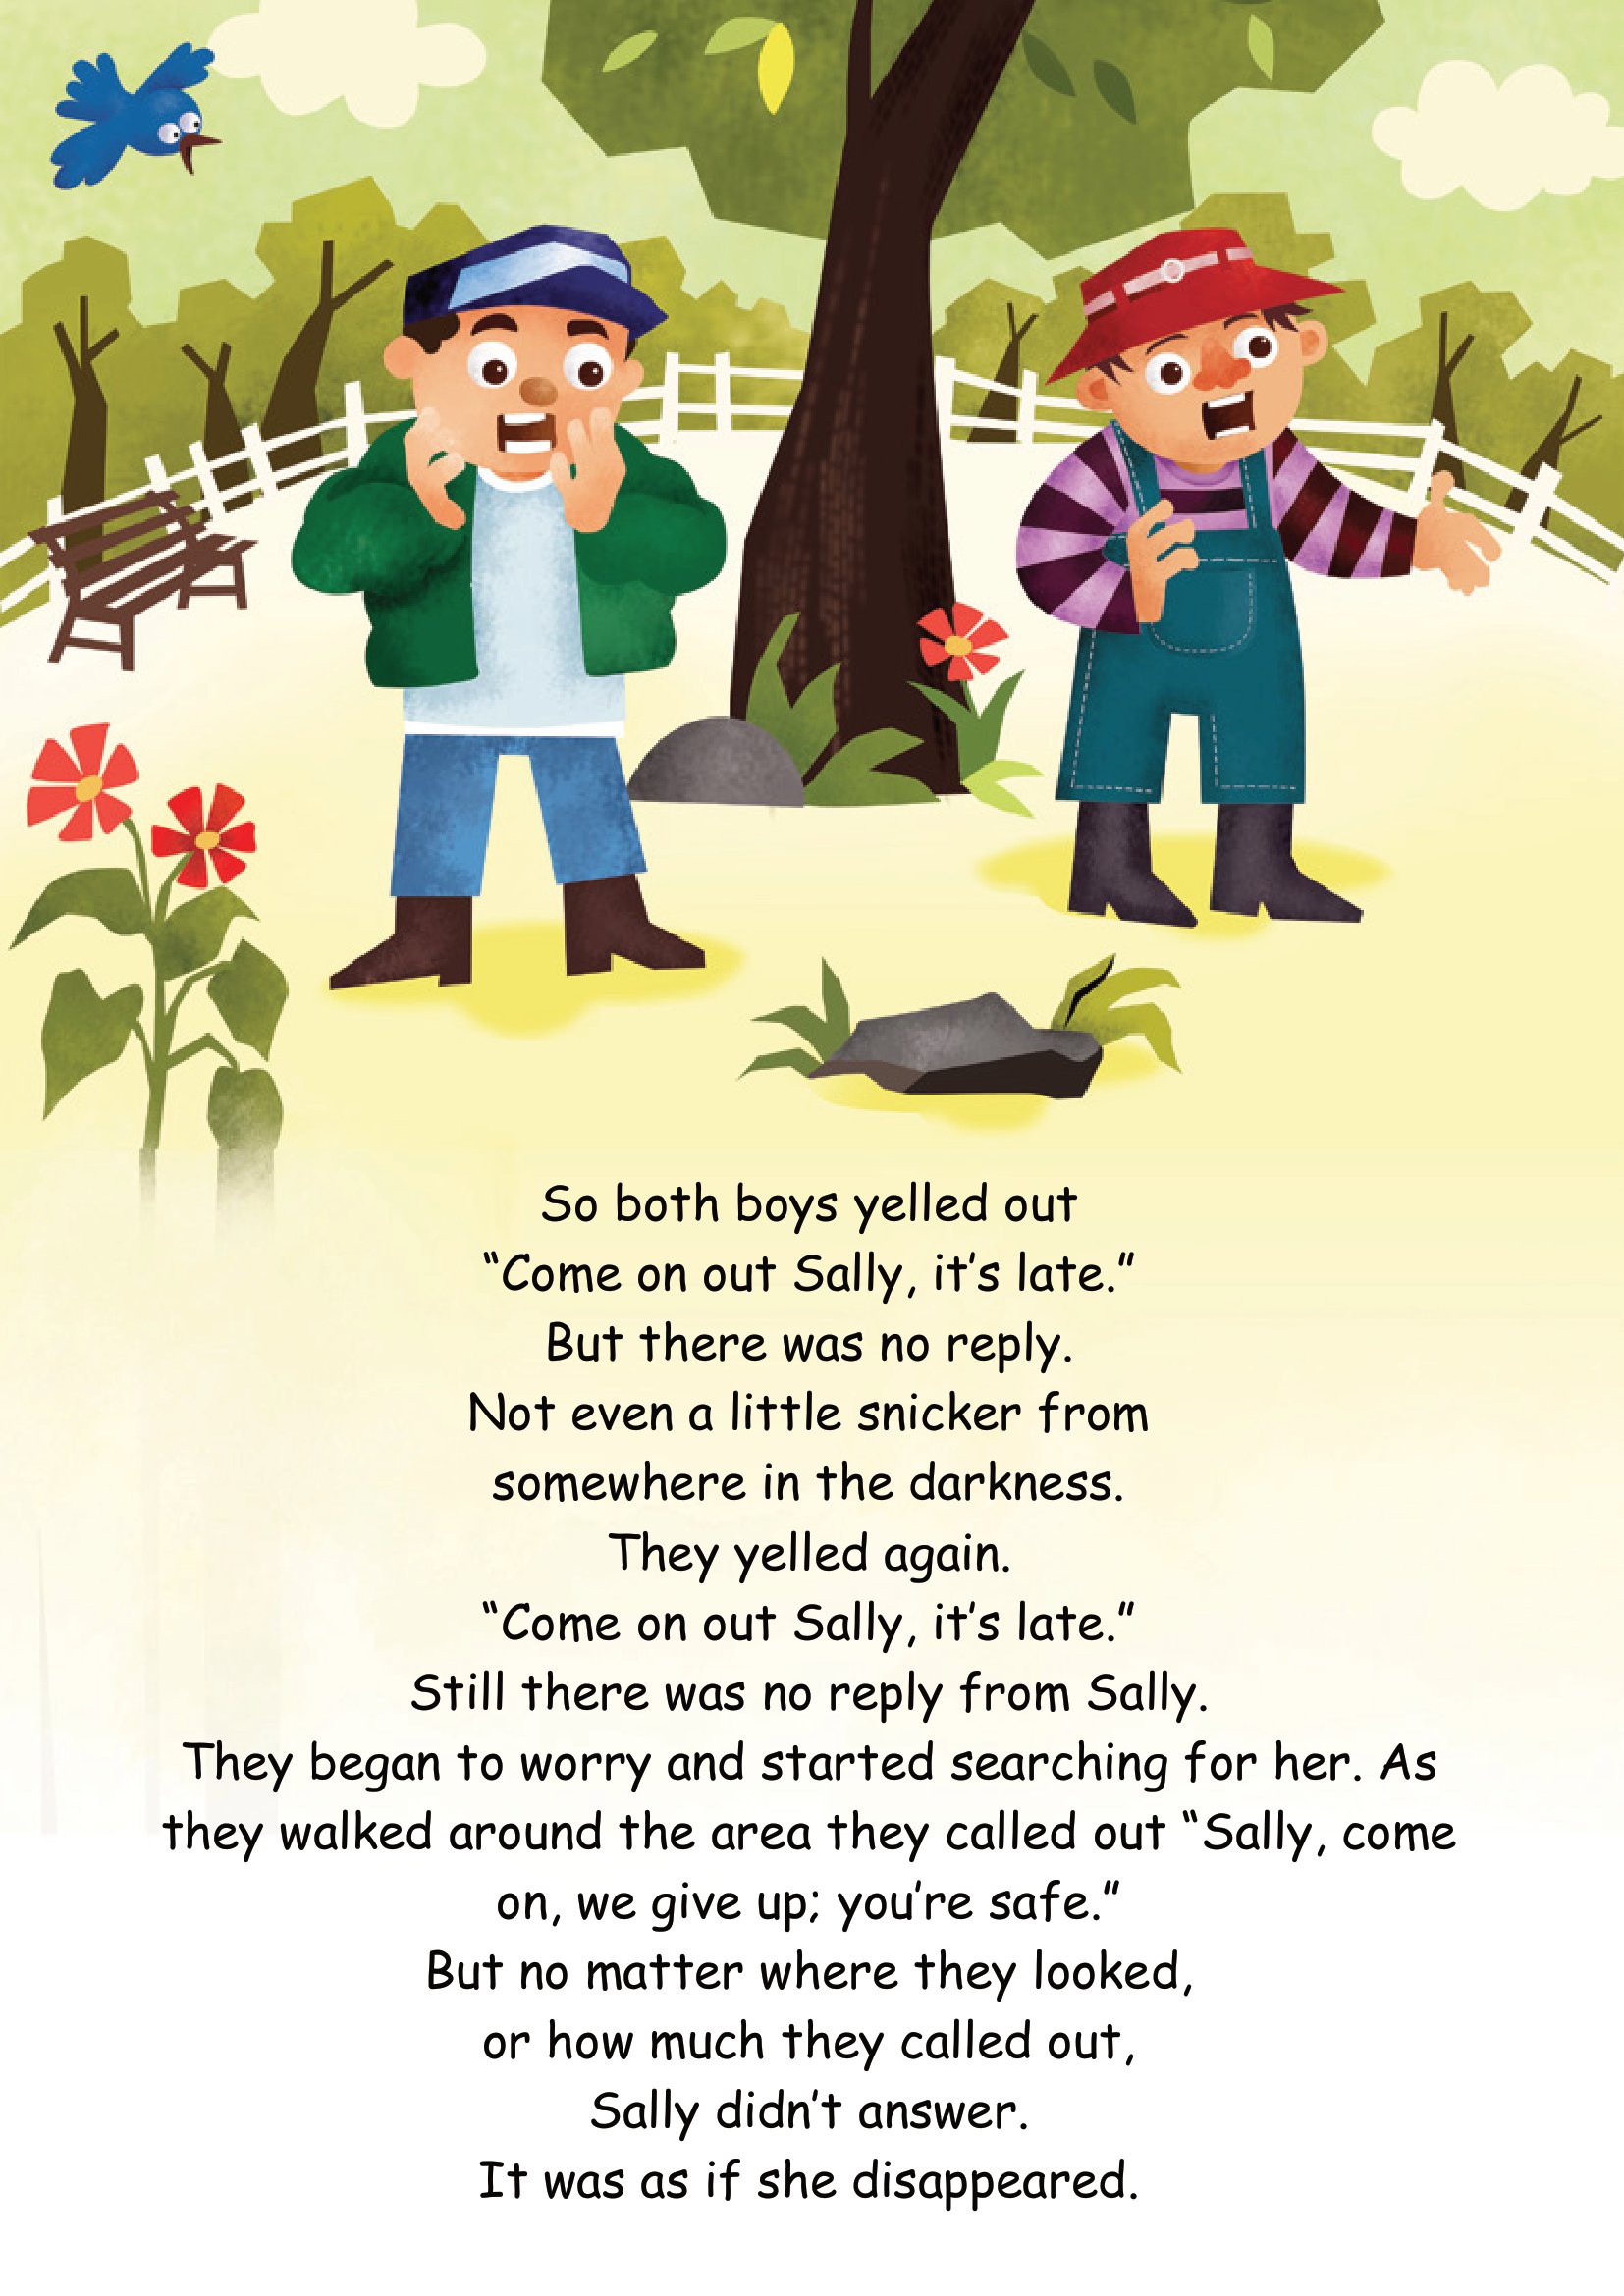 So both boys yelled out
“Come on out Sally, it’s late.”
But there was no reply.
Not even a little snicker from
somewhere in the darkness.
They yelled again.
“Come on out Sally, it’s late.”
Still there was no reply from Sally.
They began to worry and started searching for her. As
they walked around the area they called out “Sally, come
on, we give up; you’re safe.”
But no matter where they looked,
or how much they called out,
Sally didn’t answer.
It was as if she disappeared.